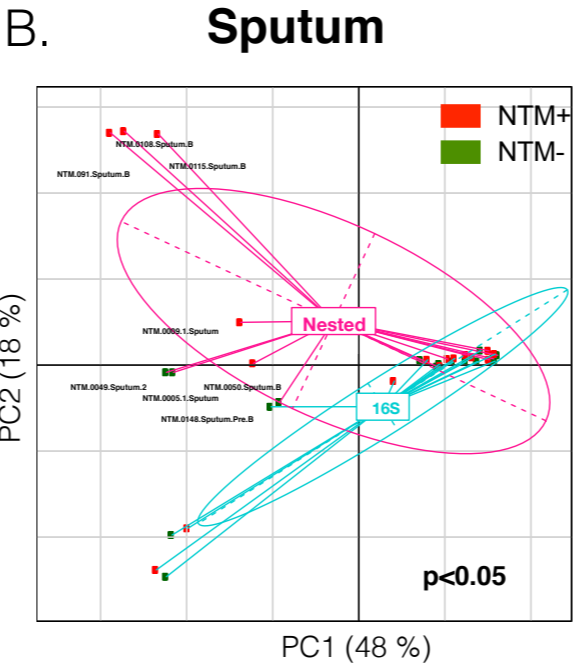 B. Sputum
NTM+
NTM-
NTM.0108.Sputum.B
NTM.0115.Sputum.B
NTM.091.Sputum.B
Nested
NTM.0099.1.Sputum
NTM.0049.Sputum.2
NTM.0050.Sputum.B
NTM.0005.1.Sputum
16S
NTM.0148.Sputum.Pre.B
p<0.05
PC2 (18 %)
PC1 (48 %)